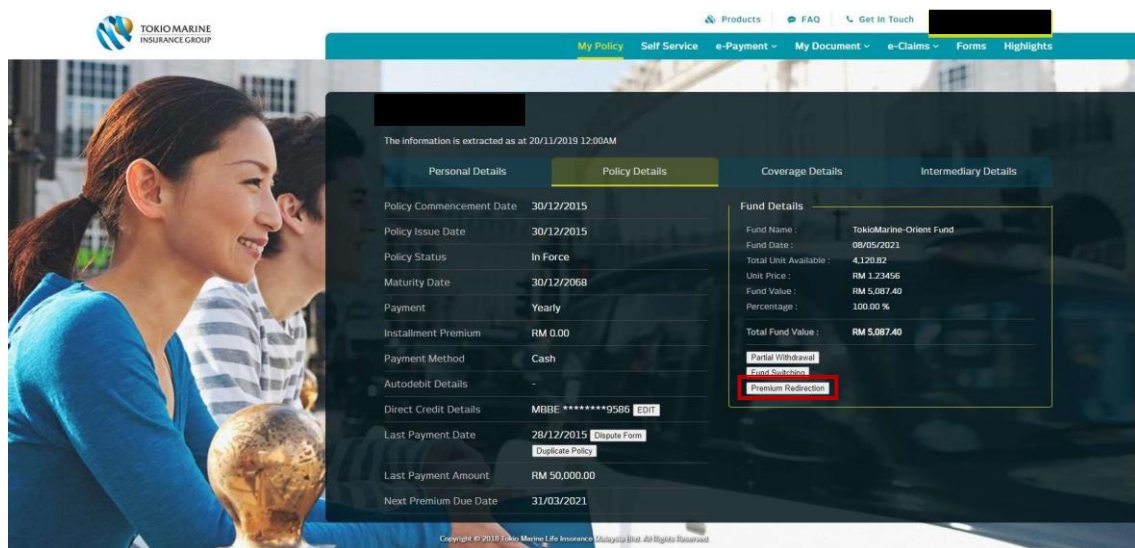 TOKIO MARINE
INSURANCE GROUP
Products FAQ Get In Touch
My Policy Self Service e-Payment My Document e-Claims Forms Highlights
The information is extracted as at 20/11/2019 12:00AM
Personal Details Policy Details Coverage Details Intermediary Details
Policy Commencement Date 30/12/2015
Policy Issue Date 30/12/2015
Policy Status In Force
Maturity Date 30/12/2068
Payment Yearly
Installment Premium RM 0.00
Payment Method Cash
Autodebit Details -
Direct Credit Details MBBE ********9586 EDIT
Last Payment Date 28/12/2015 Dispute Form
Duplicate Policy
Last Payment Amount RM 50,000.00
Next Premium Due Date 31/03/2021
Fund Details
Fund Name : TokioMarine-Orient Fund
Fund Date : 08/05/2021
Total Unit Available : 4,120.82
Unit Price : RM 1.23456
Fund Value : RM 5,087.40
Percentage : 100.00 %
Total Fund Value : RM 5,087.40
Partial Withdrawal
Fund Switching
Premium Redirection
Copyright © 2018 Tokio Marine Life Insurance Malaysia Bhd. All Rights Reserved.